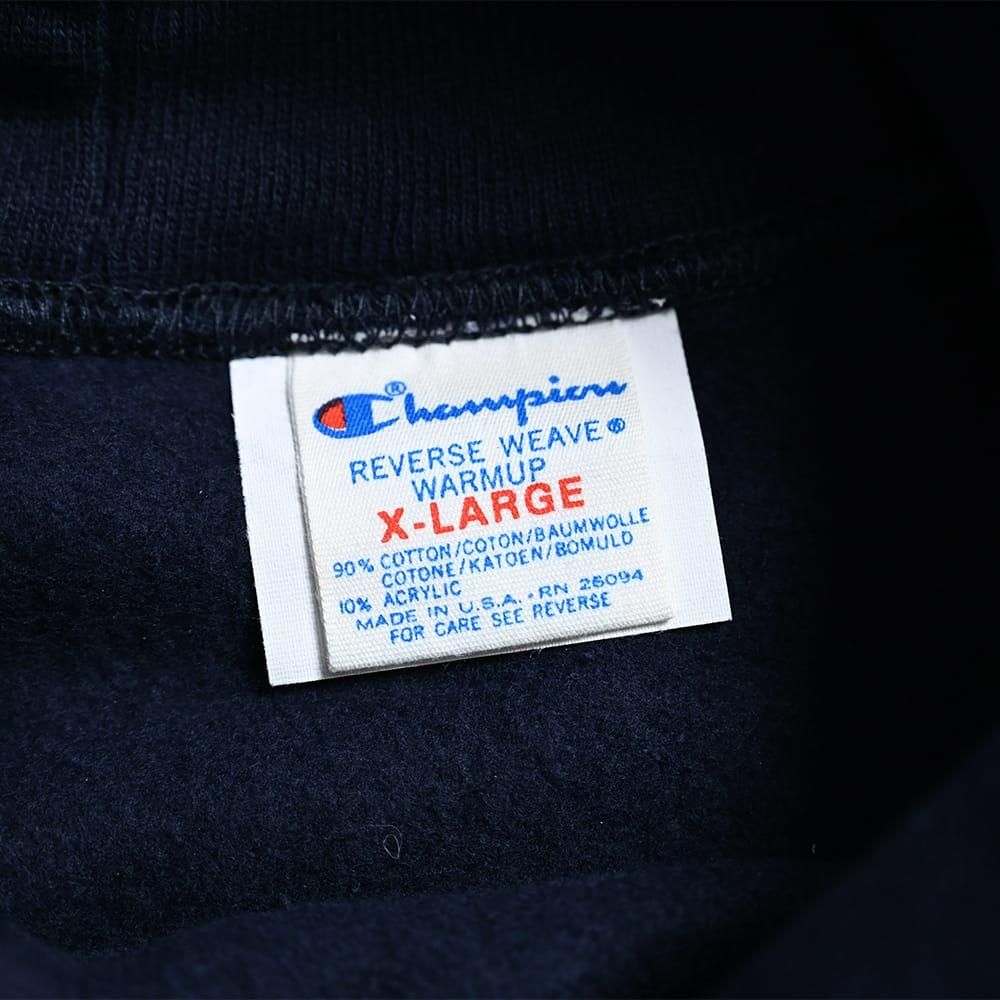 Champion®
REVERSE WEAVE®
WARMUP
X-LARGE
90% COTTON/COTON/BAUMWOLLE
COTONE/KATOEN/BOMULD
10% ACRYLIC
MADE IN U.S.A. · RN 26094
FOR CARE SEE REVERSE